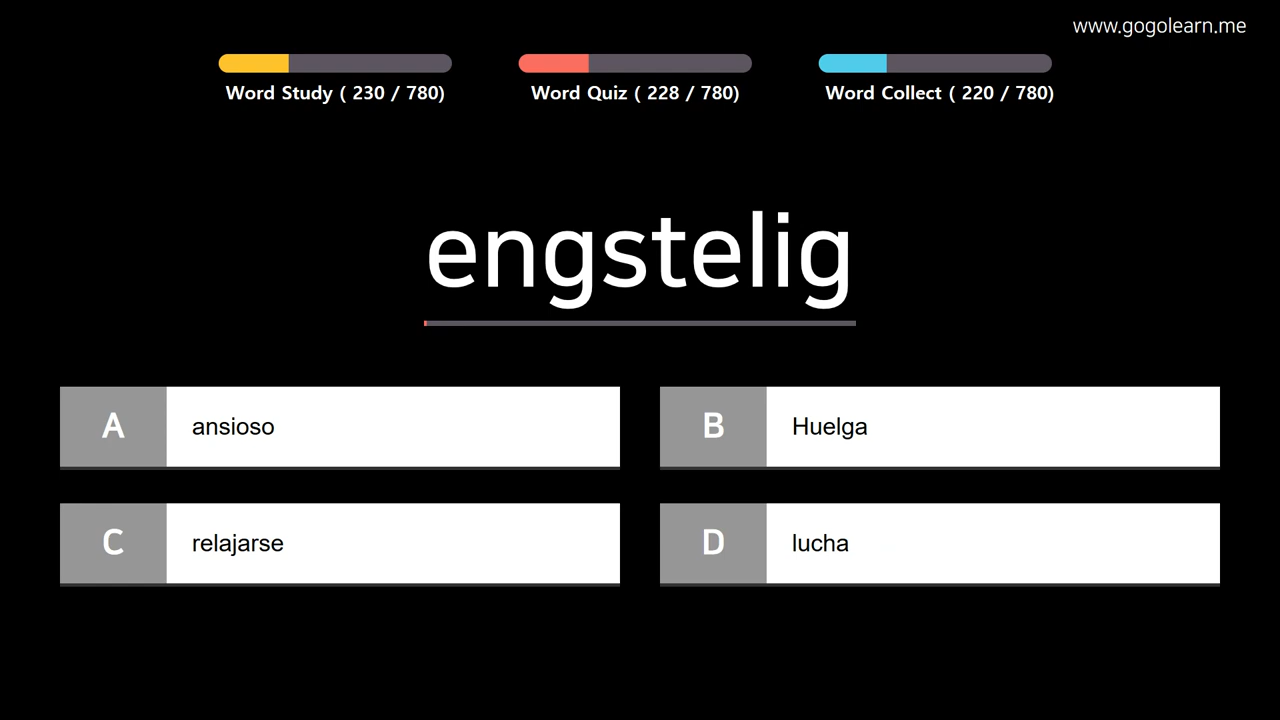 www.gogolearn.me
Word Study ( 230 / 780)
Word Quiz ( 228 / 780)
Word Collect ( 220 / 780)
engstelig
A ansioso
B Huelga
C relajarse
D lucha